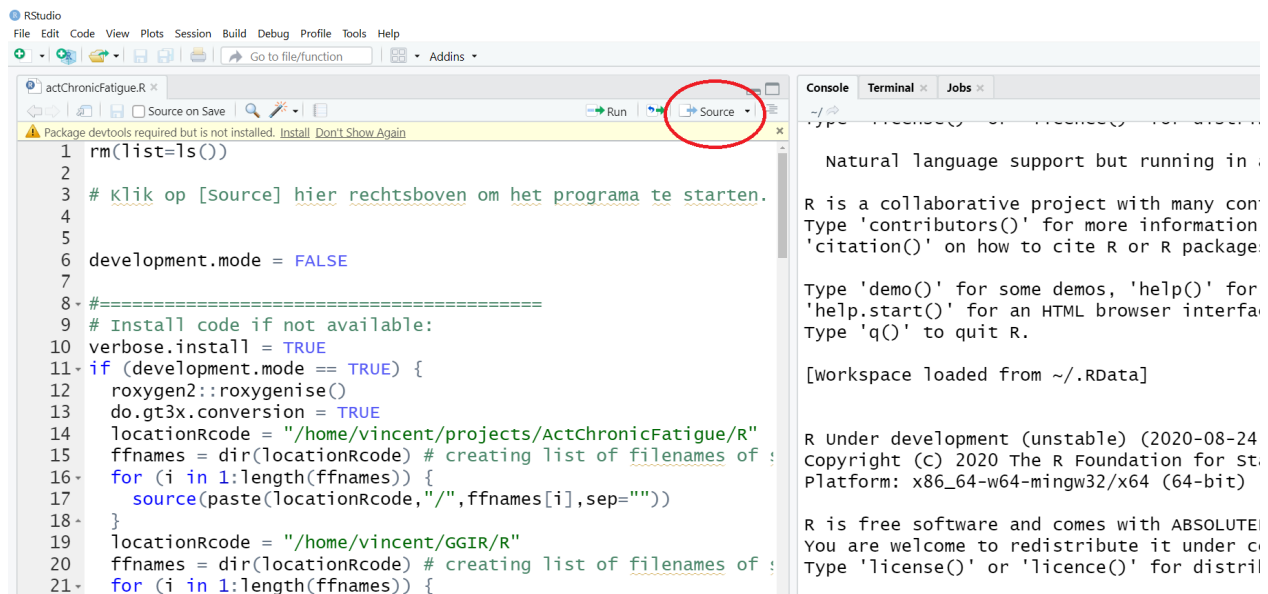 RStudio
File Edit Code View Plots Session Build Debug Profile Tools Help
Go to file/function Addins
actChronicFatigue.R
Source on Save Run Source
Package devtools required but is not installed. Install Don't Show Again
1 rm(list=ls())
2
3 # Klik op [Source] hier rechtsboven om het programa te starten.
4
5
6 development.mode = FALSE
7
8 #=========================================
9 # Install code if not available:
10 verbose.install = TRUE
11 if (development.mode == TRUE) {
12 roxygen2::roxygenise()
13 do.gt3x.conversion = TRUE
14 locationRcode = "/home/vincent/projects/ActChronicFatigue/R"
15 ffnames = dir(locationRcode) # creating list of filenames of
16 for (i in 1:length(ffnames)) {
17 source(paste(locationRcode,"/",ffnames[i],sep=""))
18 }
19 locationRcode = "/home/vincent/GGIR/R"
20 ffnames = dir(locationRcode) # creating list of filenames of
21 for (i in 1:length(ffnames)) {
Console Terminal Jobs
~/
Type 'license()' or 'licence()' for
Natural language support but running in
R is a collaborative project with many
Type 'contributors()' for more information
'citation()' on how to cite R or R packages
Type 'demo()' for some demos, 'help()' for
'help.start()' for an HTML browser
Type 'q()' to quit R.
[Workspace loaded from ~/.RData]
R Under development (unstable) (2020-08-24
Copyright (C) 2020 The R Foundation for
Platform: x86_64-w64-mingw32/x64 (64-bit)
R is free software and comes with
You are welcome to redistribute it under
Type 'license()' or 'licence()' for